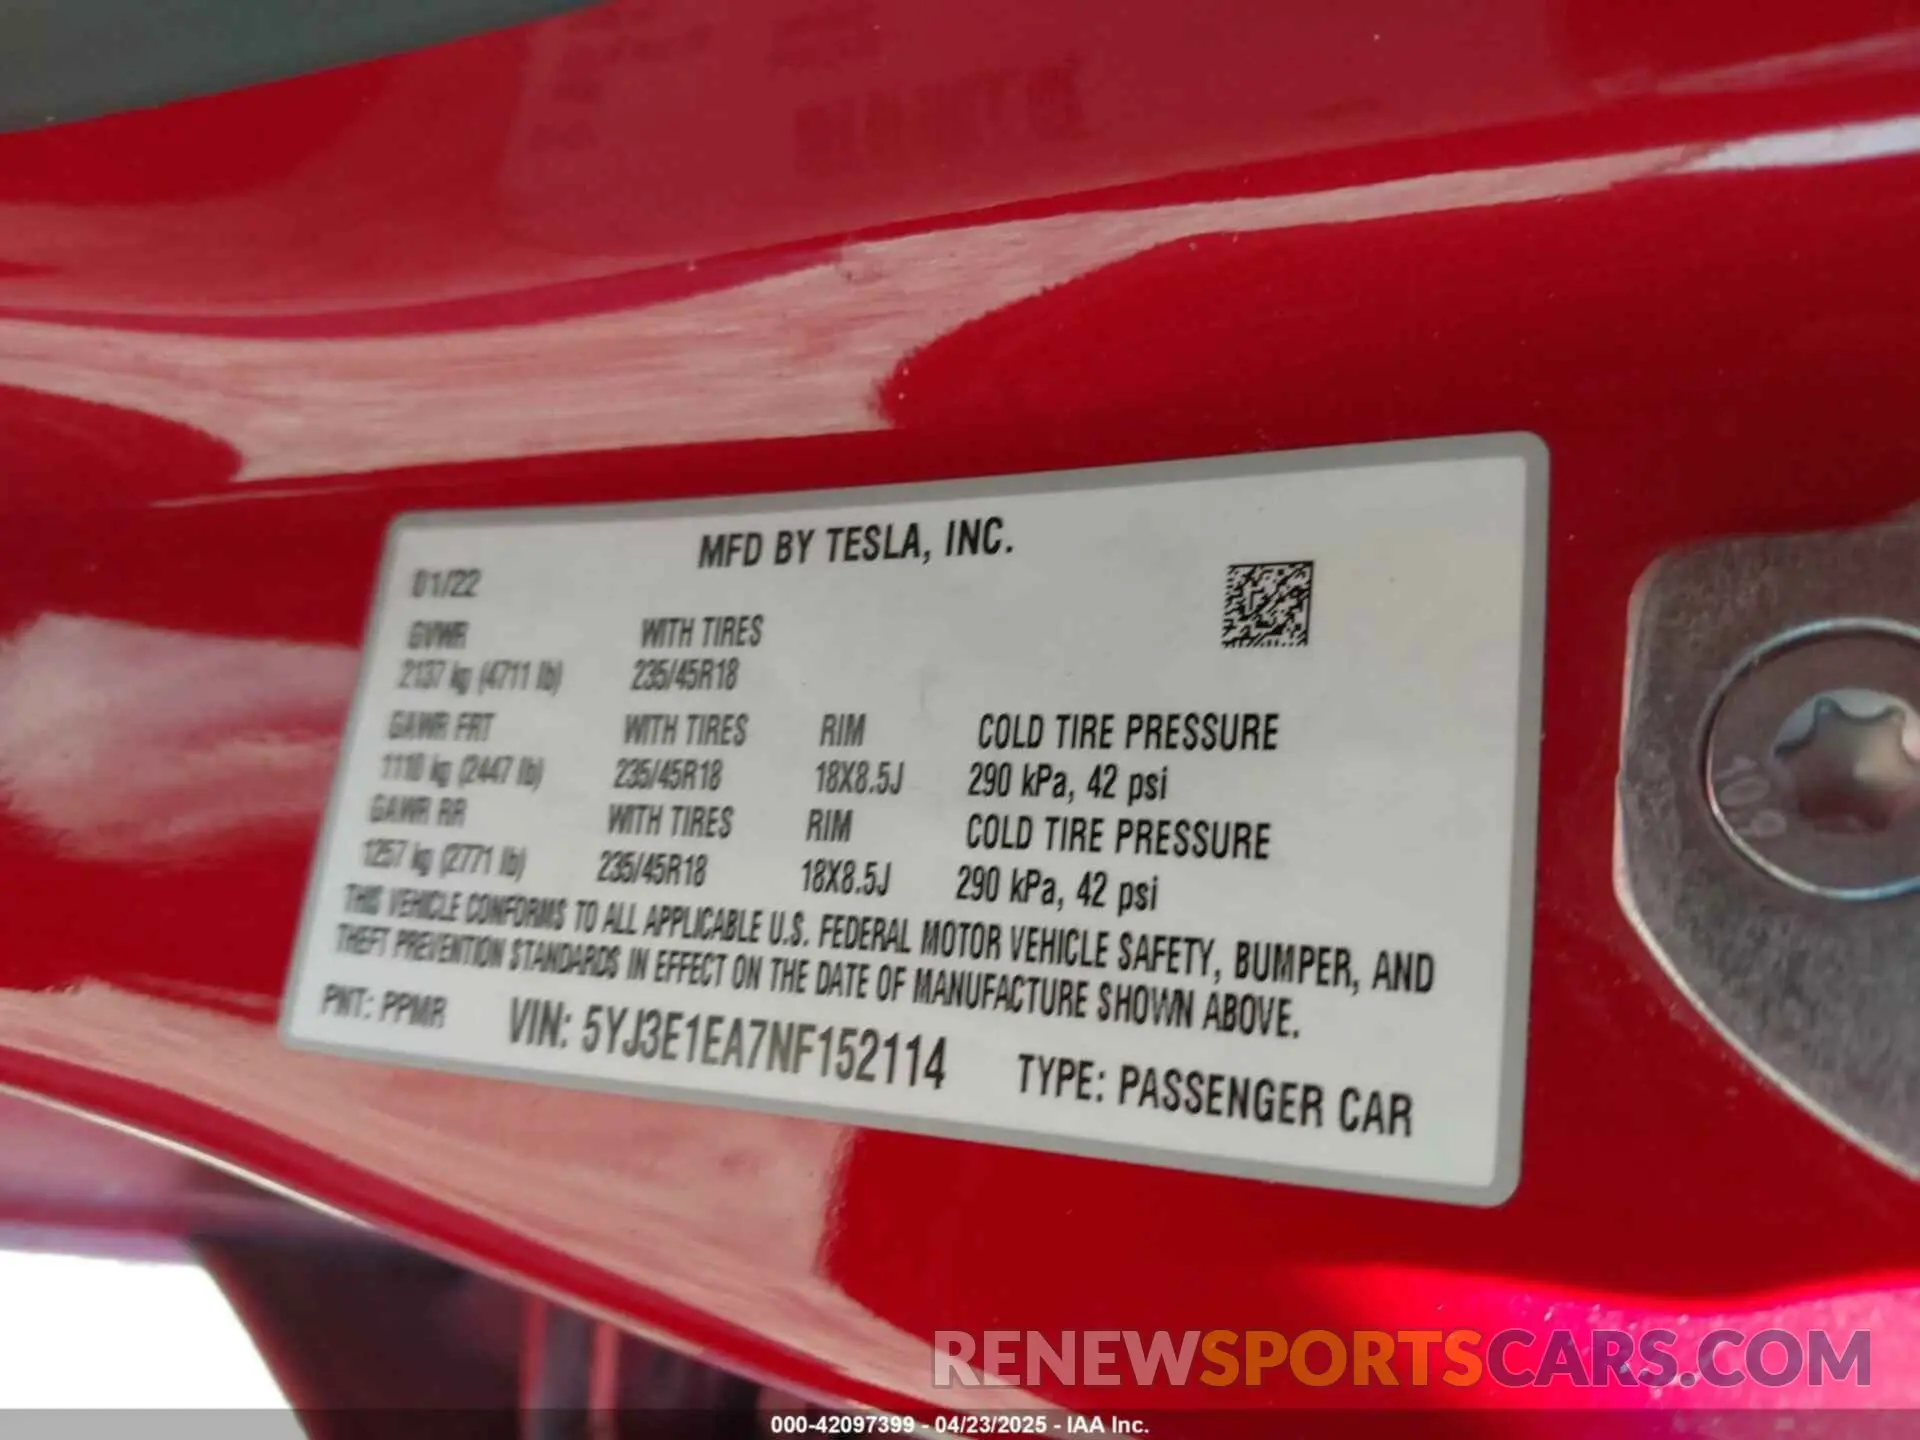 MFD BY TESLA, INC.
01/22
GVWR WITH TIRES
2137 kg (4711 lb) 235/45R18
GAWR FRT WITH TIRES RIM COLD TIRE PRESSURE
1110 kg (2447 lb) 235/45R18 18X8.5J 290 kPa, 42 psi
GAWR RR WITH TIRES RIM COLD TIRE PRESSURE
1257 kg (2771 lb) 235/45R18 18X8.5J 290 kPa, 42 psi
THIS VEHICLE CONFORMS TO ALL APPLICABLE U.S. FEDERAL MOTOR VEHICLE SAFETY, BUMPER, AND
THEFT PREVENTION STANDARDS IN EFFECT ON THE DATE OF MANUFACTURE SHOWN ABOVE.
PNT: PPMR VIN: 5YJ3E1EA7NF152114 TYPE: PASSENGER CAR
10.9
RENEWSPORTSCARS.COM
000-42097399 - 04/23/2025 - IAA Inc.